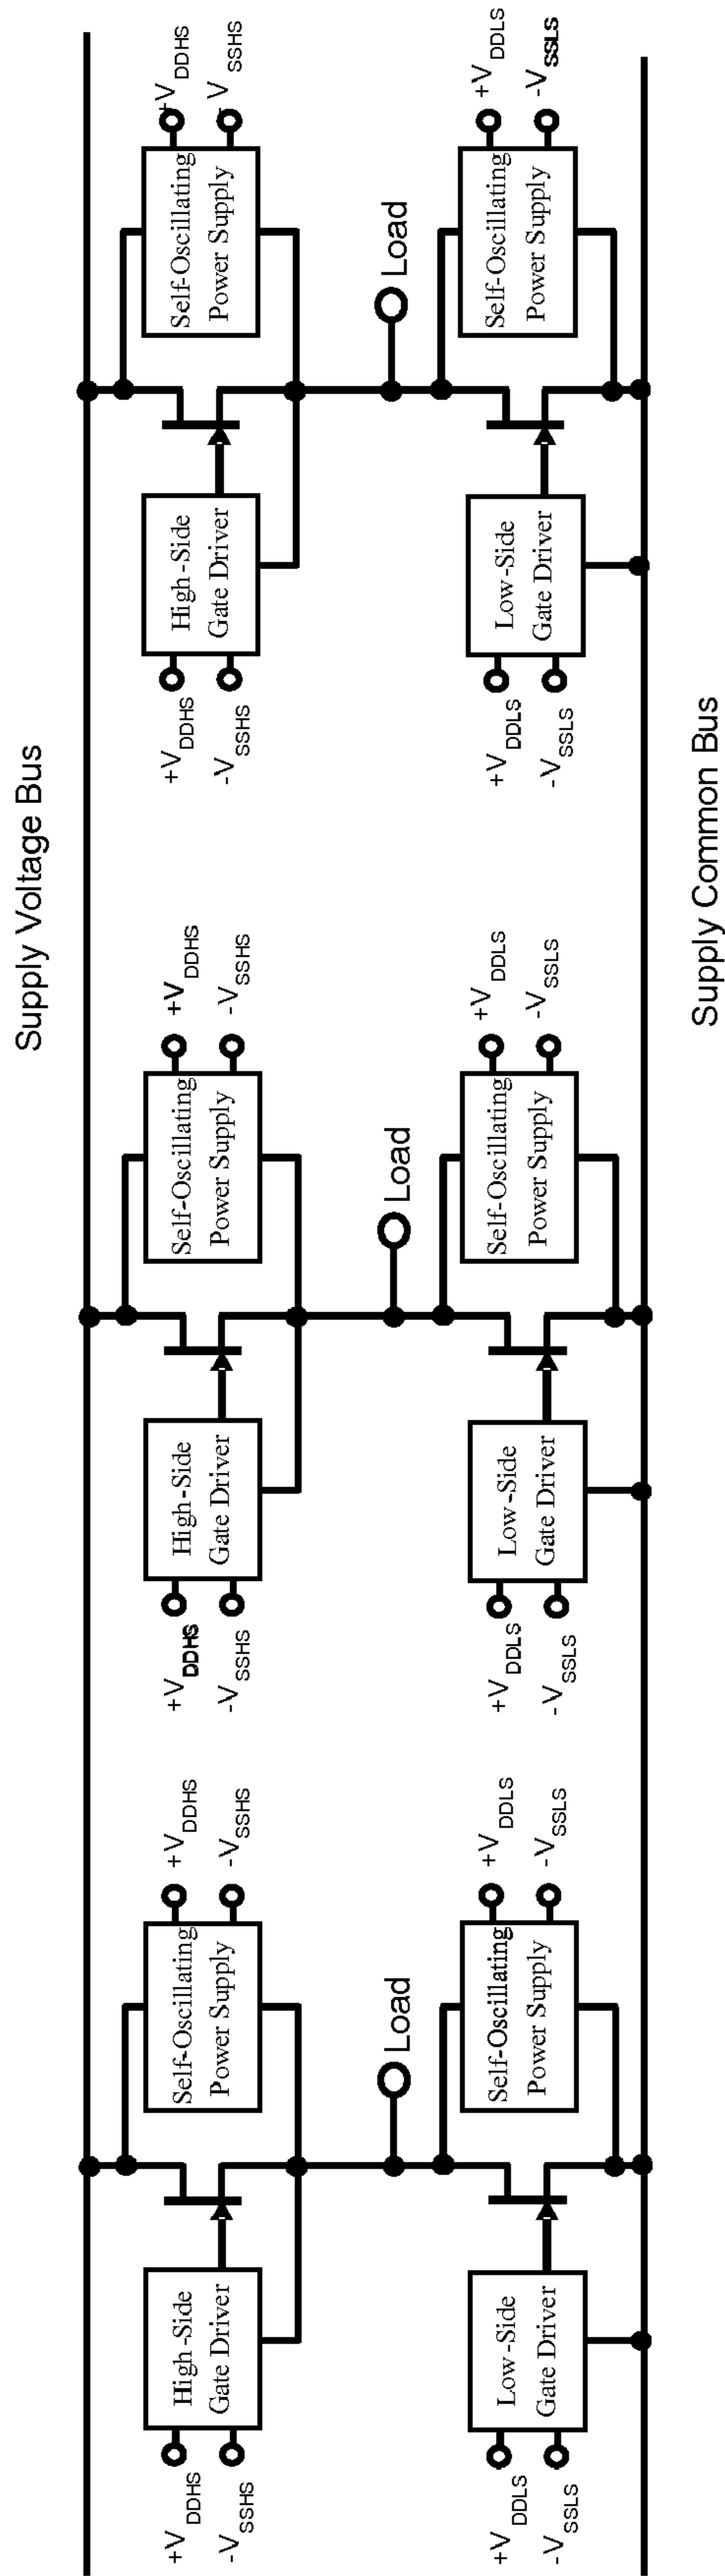 Supply Voltage Bus
+VDDHS
-VSSHS
High-Side
Gate Driver
Self-Oscillating
Power Supply
+VDDHS
-VSSHS
Load
+VDDLS
-VSSLS
Low-Side
Gate Driver
Self-Oscillating
Power Supply
+VDDLS
-VSSLS
+VDDHS
-VSSHS
High-Side
Gate Driver
Self-Oscillating
Power Supply
+VDDHS
-VSSHS
Load
+VDDLS
-VSSLS
Low-Side
Gate Driver
Self-Oscillating
Power Supply
+VDDLS
-VSSLS
+VDDHS
-VSSHS
High-Side
Gate Driver
Self-Oscillating
Power Supply
+VDDHS
-VSSHS
Load
+VDDLS
-VSSLS
Low-Side
Gate Driver
Self-Oscillating
Power Supply
+VDDLS
-VSSLS
Supply Common Bus